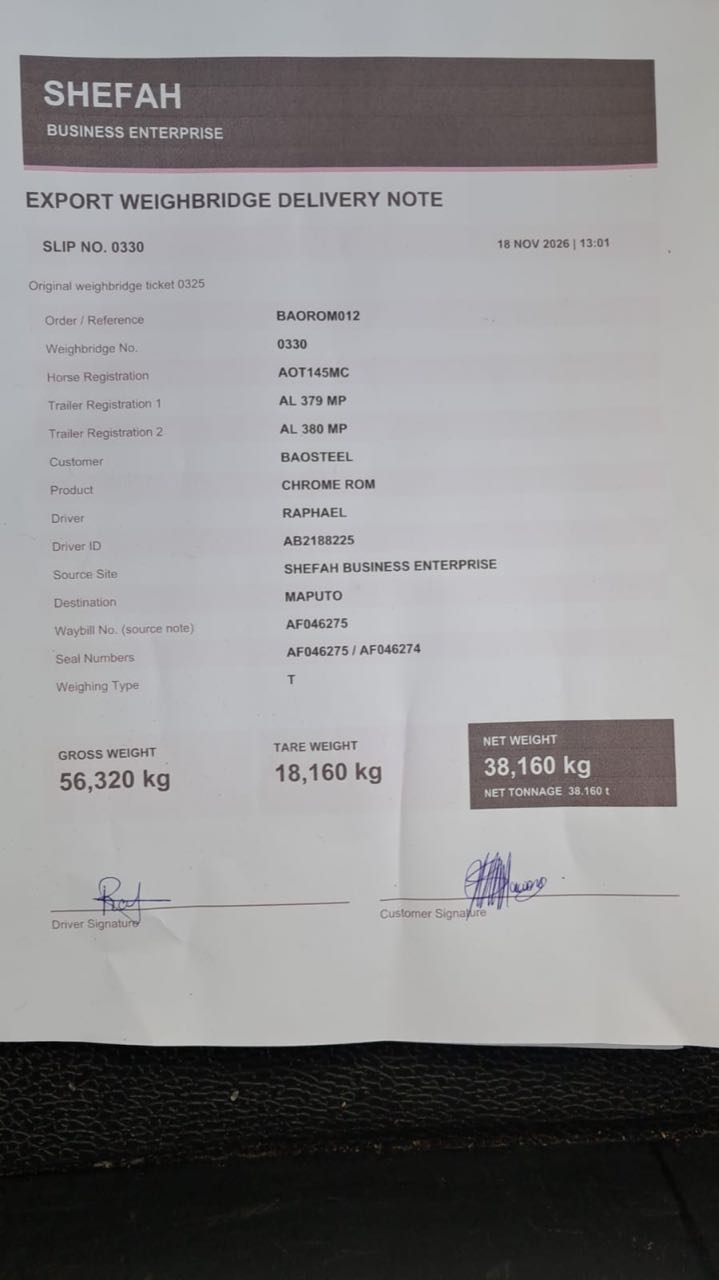 SHEFAH
BUSINESS ENTERPRISE
EXPORT WEIGHBRIDGE DELIVERY NOTE
SLIP NO. 0330 18 NOV 2026 | 13:01
Original weighbridge ticket 0325
Order / Reference BAOROM012
Weighbridge No. 0330
Horse Registration AOT145MC
Trailer Registration 1 AL 379 MP
Trailer Registration 2 AL 380 MP
Customer BAOSTEEL
Product CHROME ROM
Driver RAPHAEL
Driver ID AB2188225
Source Site SHEFAH BUSINESS ENTERPRISE
Destination MAPUTO
Waybill No. (source note) AF046275
Seal Numbers AF046275 / AF046274
Weighing Type T
GROSS WEIGHT TARE WEIGHT NET WEIGHT
56,320 kg 18,160 kg 38,160 kg
NET TONNAGE 38.160 t
Driver Signature Customer Signature